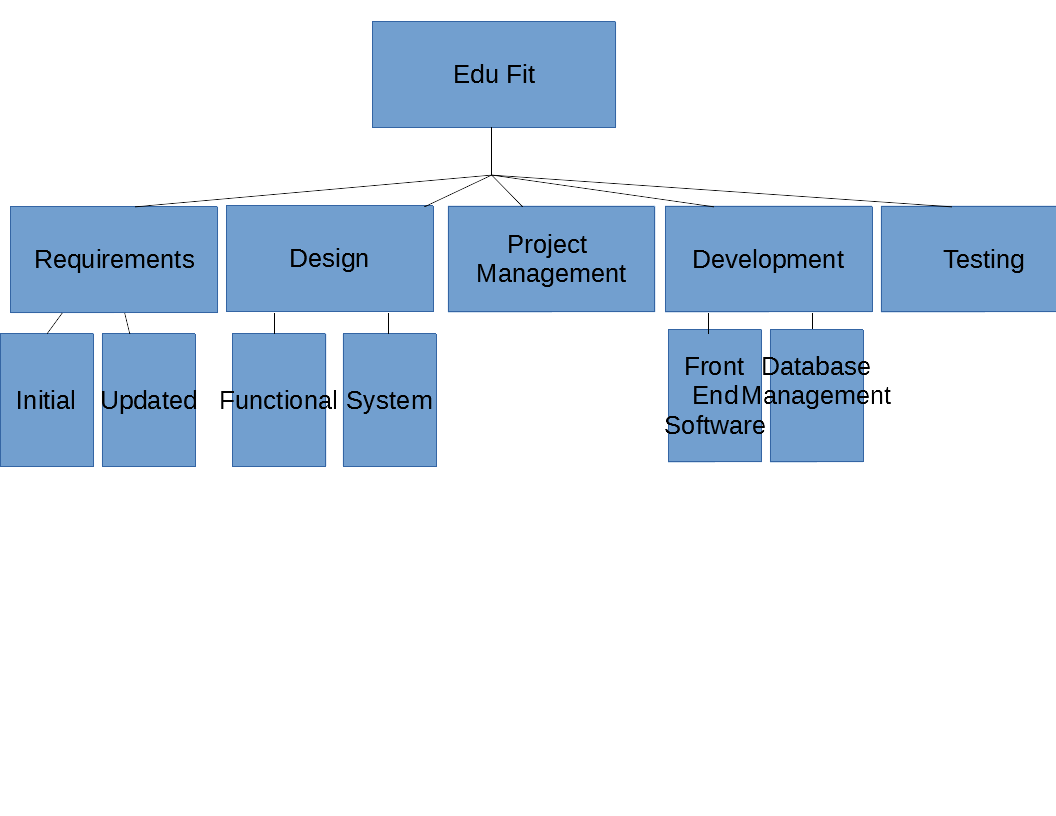 Edu Fit
Requirements
Design
Project
Management
Development
Testing
Initial
Updated
Functional
System
Front
End
Software
Database
Management